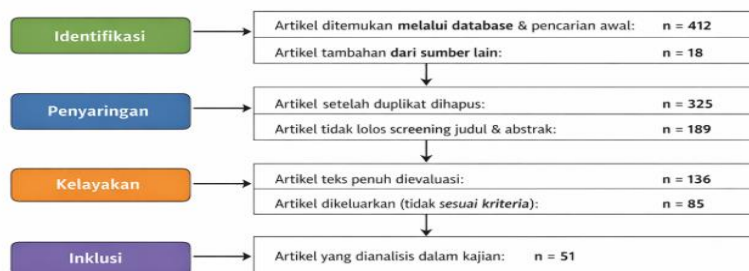 Identifikasi
Artikel ditemukan melalui database & pencarian awal: n = 412
Artikel tambahan dari sumber lain: n = 18
Penyaringan
Artikel setelah duplikat dihapus: n = 325
Artikel tidak lolos screening judul & abstrak: n = 189
Kelayakan
Artikel teks penuh dievaluasi: n = 136
Artikel dikeluarkan (tidak sesuai kriteria): n = 85
Inklusi
Artikel yang dianalisis dalam kajian: n = 51